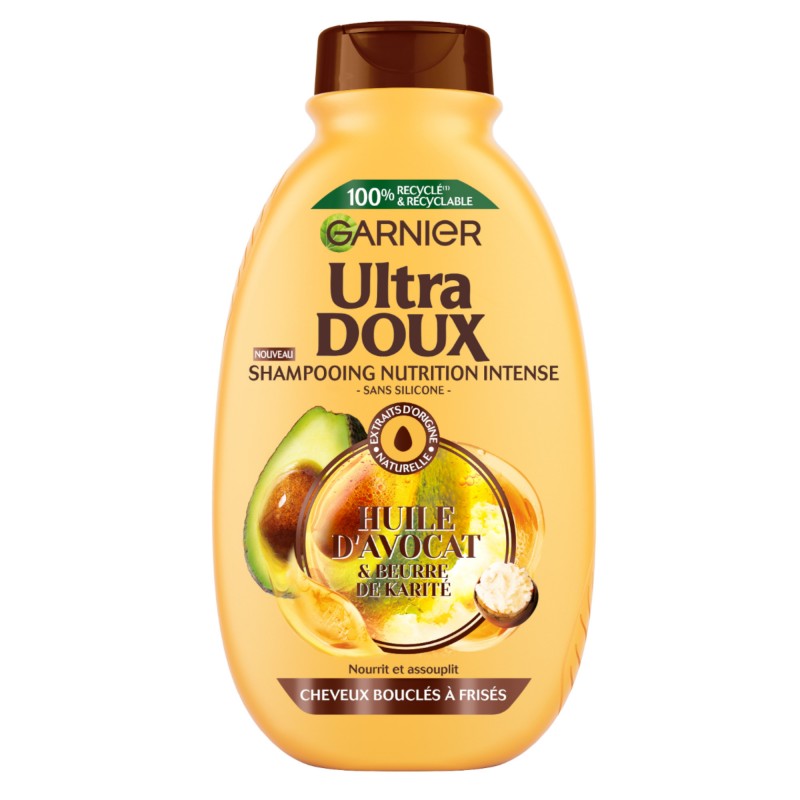 100% RECYCLÉ(1)
& RECYCLABLE
GARNIER
Ultra
DOUX
NOUVEAU
SHAMPOOING NUTRITION INTENSE
- SANS SILICONE -
EXTRAITS D'ORIGINE
NATURELLE
HUILE
D'AVOCAT
& BEURRE
DE KARITÉ
Nourrit et assouplit
CHEVEUX BOUCLÉS À FRISÉS